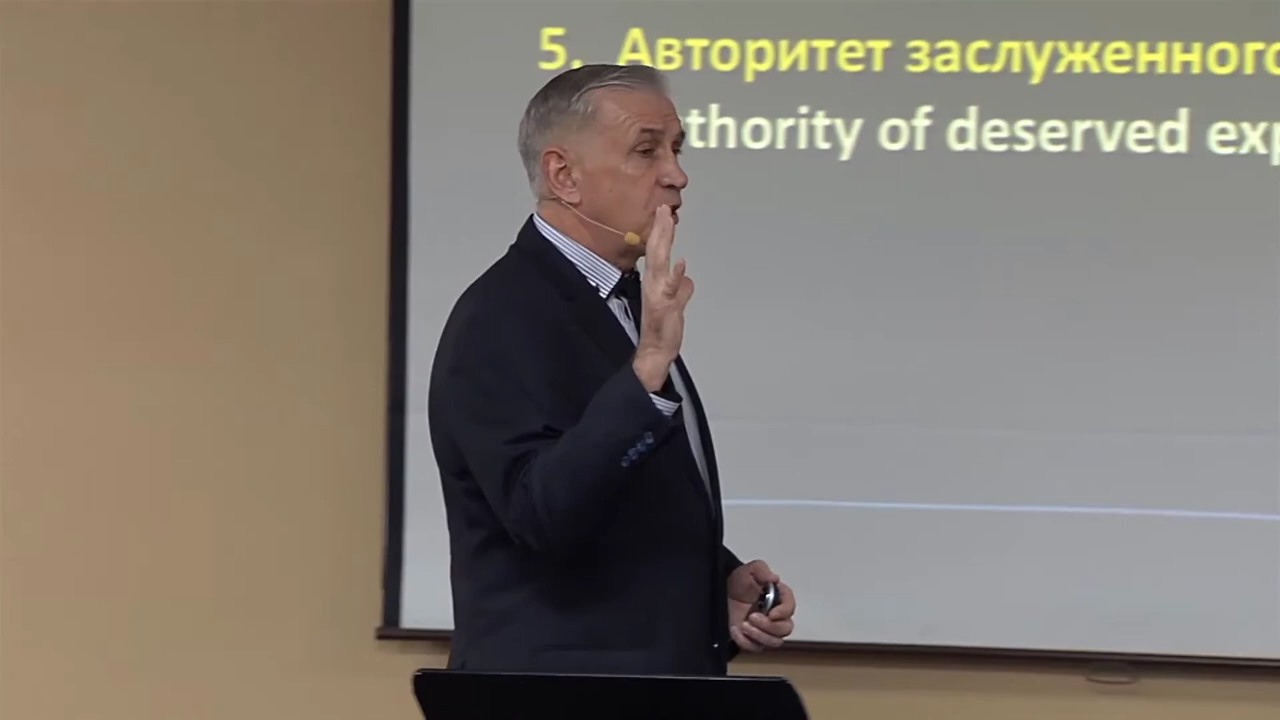 5. Авторитет заслуженного
of deserved